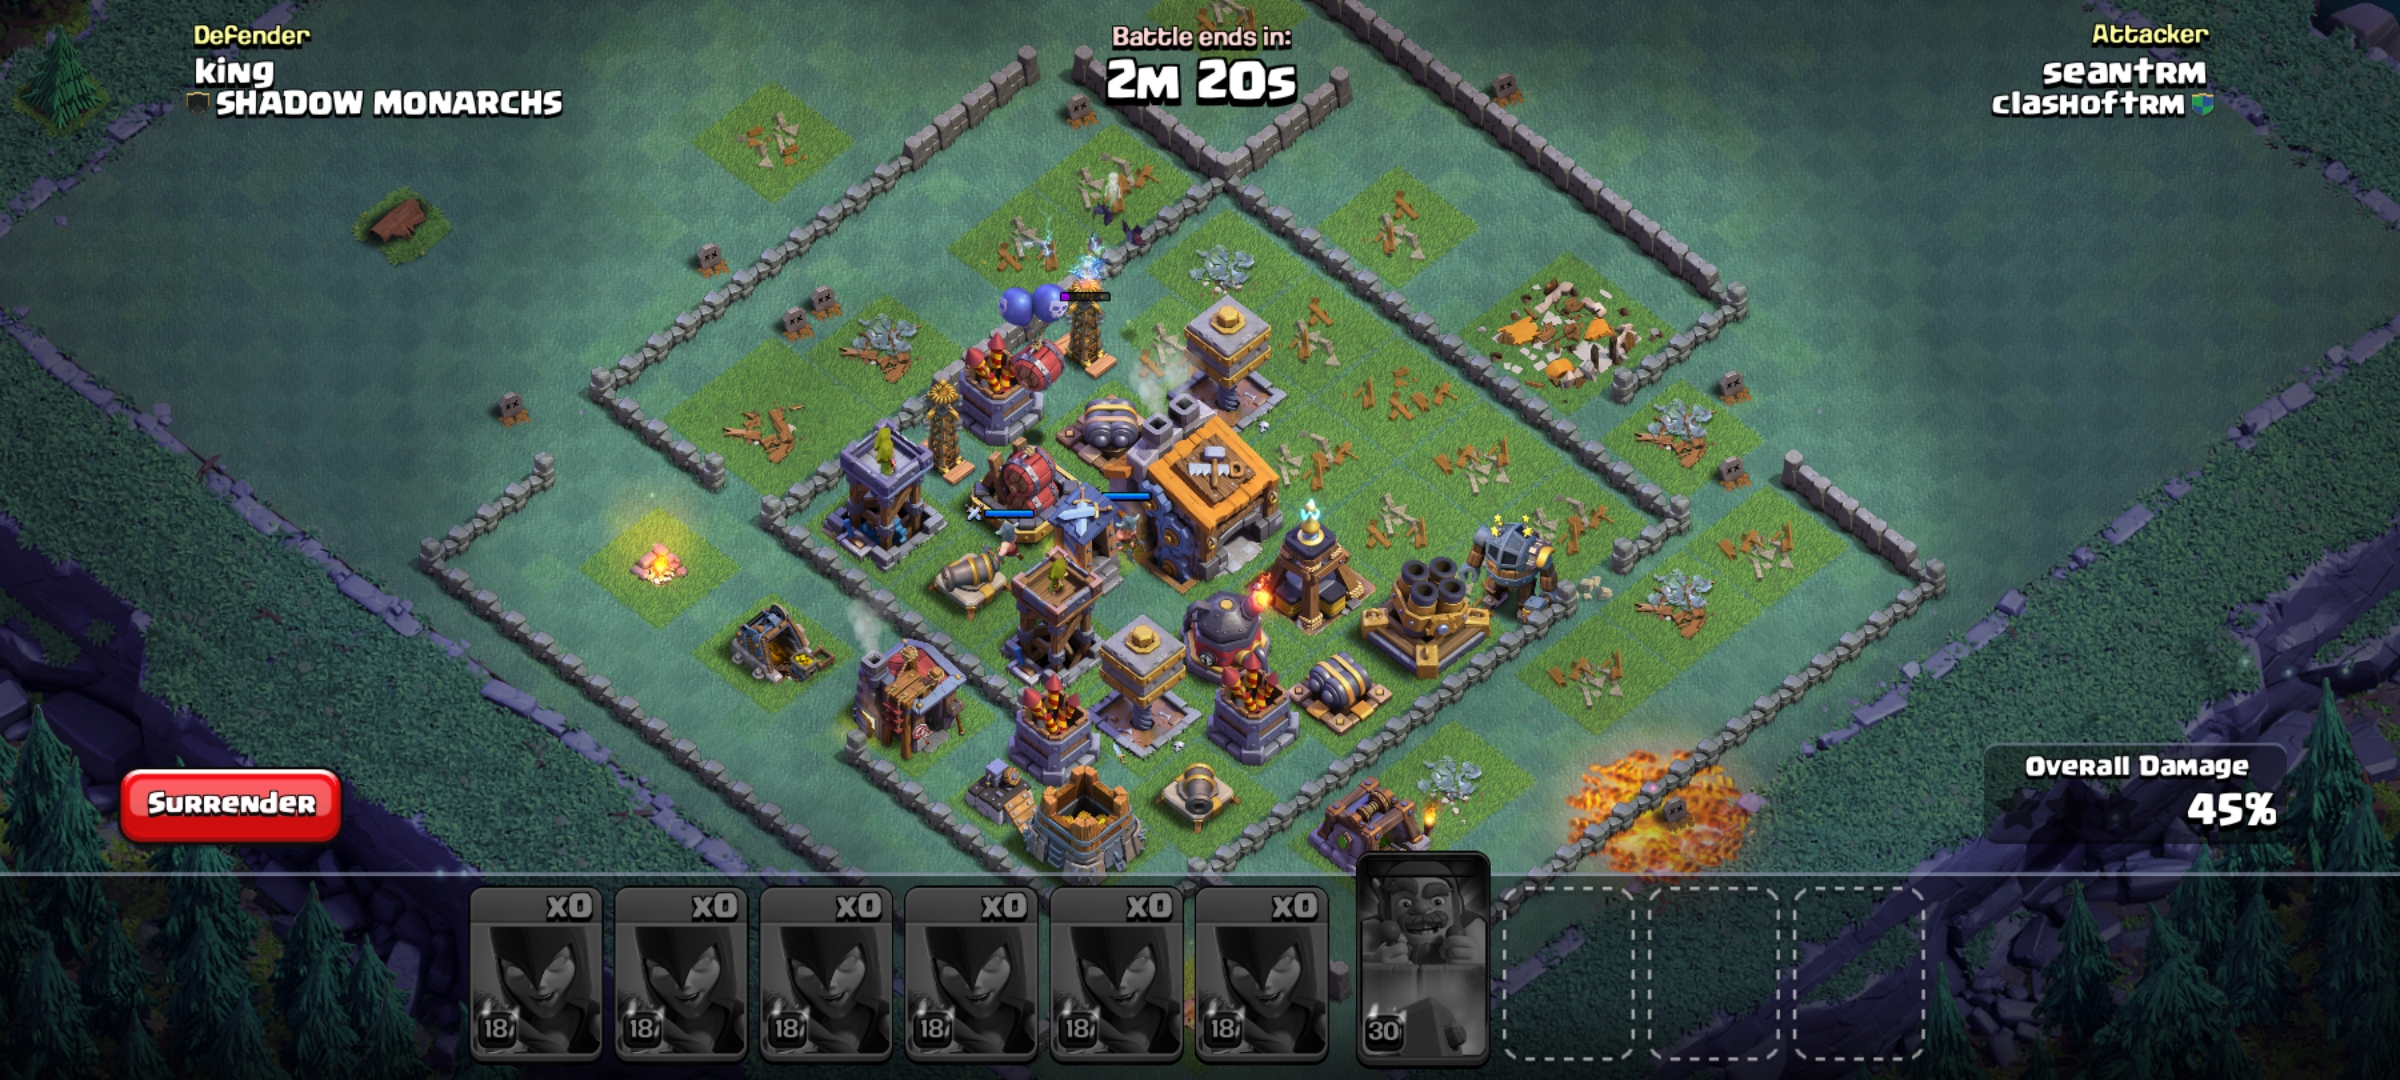 Defender
king
SHADOW MONARCHS
Battle ends in:
2M 20s
Attacker
seantRM
clashoftRM
Surrender
Overall Damage
45%
x0
x0
x0
x0
x0
x0
18
18
18
18
18
18
30